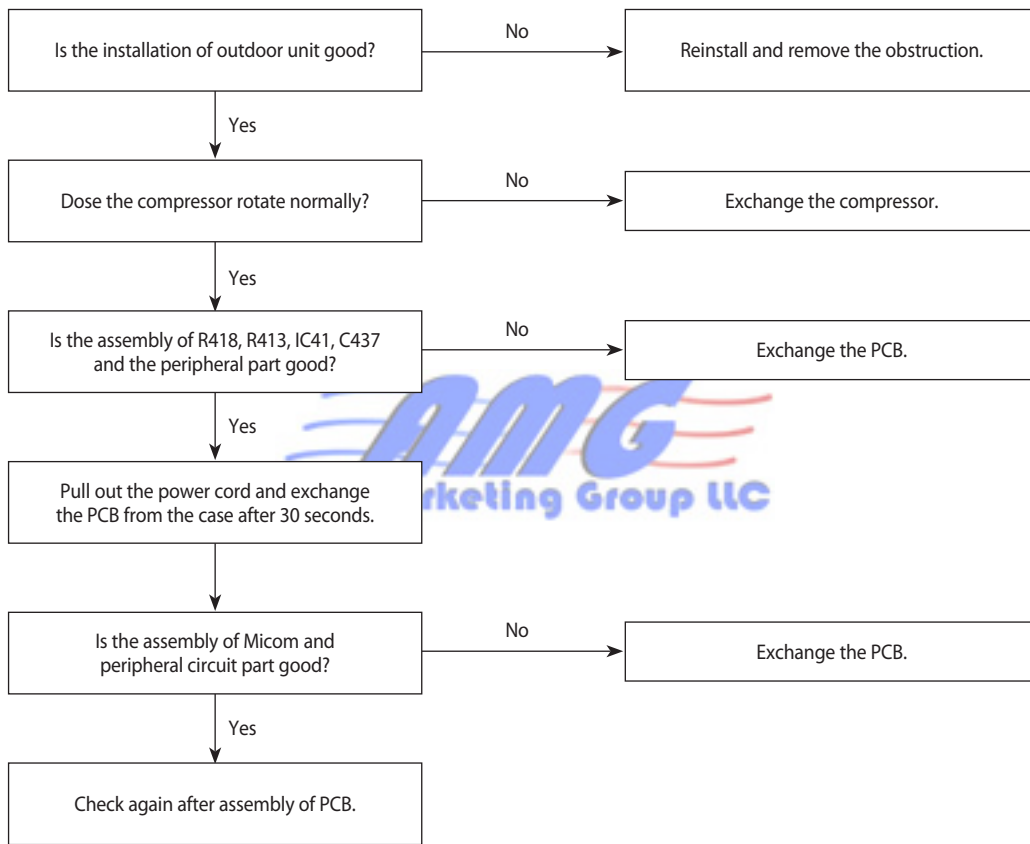 Is the installation of outdoor unit good?
No
Reinstall and remove the obstruction.
Yes
Dose the compressor rotate normally?
No
Exchange the compressor.
Yes
Is the assembly of R418, R413, IC41, C437
and the peripheral part good?
No
Exchange the PCB.
AMG
Yes
Pull out the power cord and exchange
the PCB from the case after 30 seconds.
rketing Group LLC
Is the assembly of Micom and
peripheral circuit part good?
No
Exchange the PCB.
Yes
Check again after assembly of PCB.